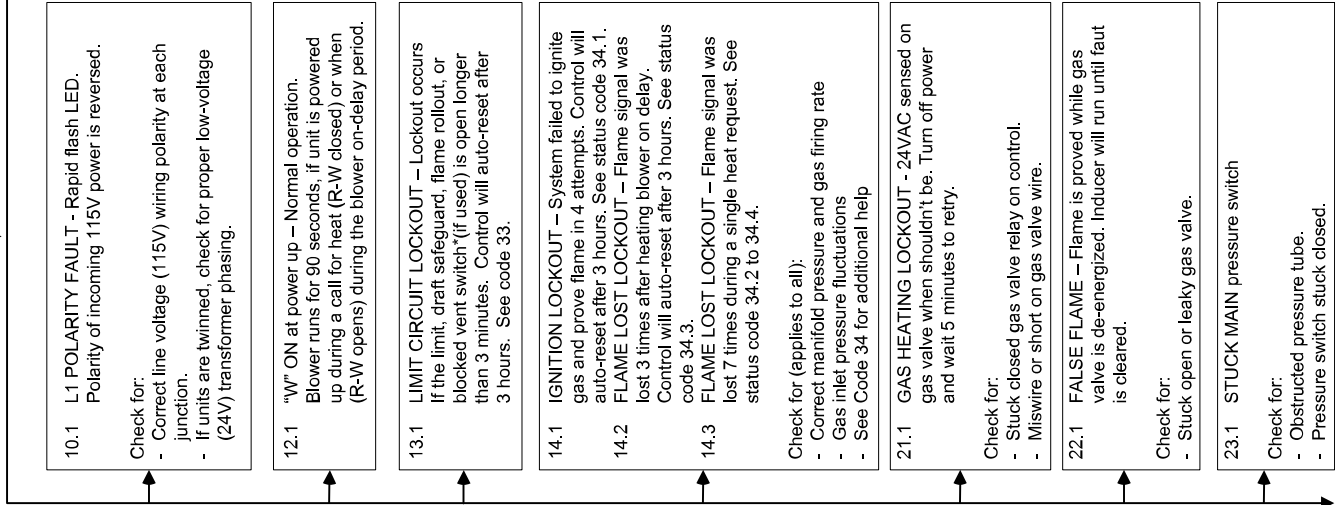 10.1 L1 POLARITY FAULT - Rapid flash LED.
Polarity of incoming 115V power is reversed.
Check for:
- Correct line voltage (115V) wiring polarity at each
junction.
- If units are twinned, check for proper low-voltage
(24V) transformer phasing.
12.1 “W” ON at power up – Normal operation.
Blower runs for 90 seconds, if unit is powered
up during a call for heat (R-W closed) or when
(R-W opens) during the blower on-delay period.
13.1 LIMIT CIRCUIT LOCKOUT – Lockout occurs
If the limit, draft safeguard, flame rollout, or
blocked vent switch*(if used) is open longer
than 3 minutes. Control will auto-reset after
3 hours. See code 33.
14.1 IGNITION LOCKOUT – System failed to ignite
gas and prove flame in 4 attempts. Control will
auto-reset after 3 hours. See status code 34.1.
14.2 FLAME LOST LOCKOUT – Flame signal was
lost 3 times after heating blower on delay.
Control will auto-reset after 3 hours. See status
code 34.3.
14.3 FLAME LOST LOCKOUT – Flame signal was
lost 7 times during a single heat request. See
status code 34.2 to 34.4.
Check for (applies to all):
- Correct manifold pressure and gas firing rate
- Gas inlet pressure fluctuations
- See Code 34 for additional help
21.1 GAS HEATING LOCKOUT - 24VAC sensed on
gas valve when shouldn't be. Turn off power
and wait 5 minutes to retry.
Check for:
- Stuck closed gas valve relay on control.
- Miswire or short on gas valve wire.
22.1 FALSE FLAME – Flame is proved while gas
valve is de-energized. Inducer will run until faut
is cleared.
Check for:
- Stuck open or leaky gas valve.
23.1 STUCK MAIN pressure switch
Check for:
- Obstructed pressure tube.
- Pressure switch stuck closed.